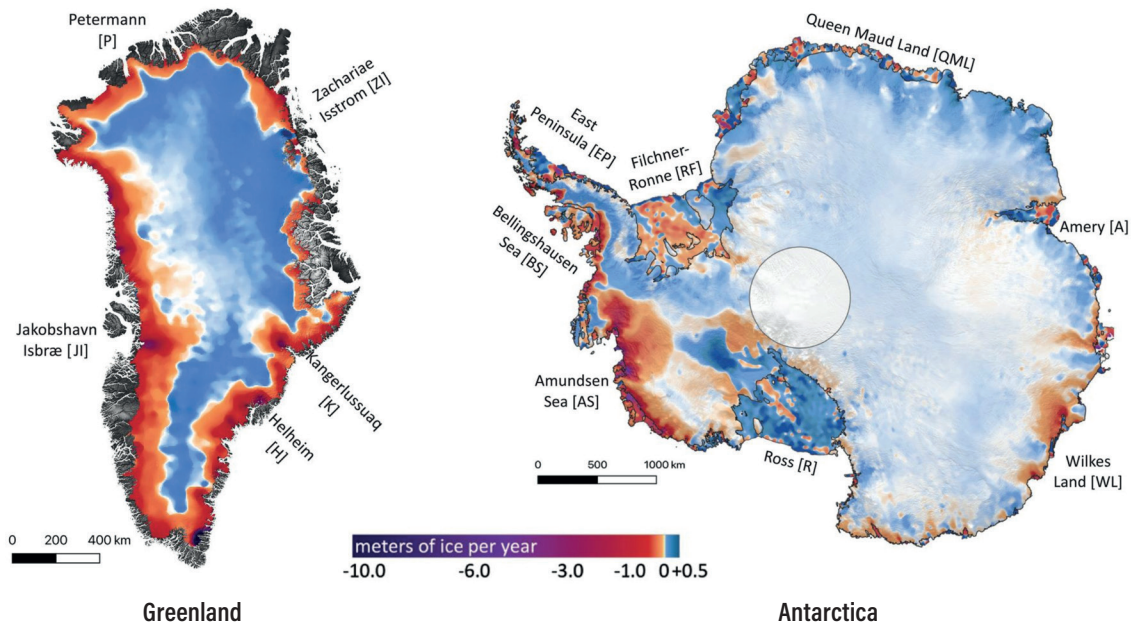 Petermann
[P]
Zachariae
Isstrom [ZI]
Jakobshavn
Isbræ [JI]
Kangerlussuaq
[K]
Helheim
[H]
0 200 400 km
Queen Maud Land [QML]
East
Peninsula [EP]
Filchner-
Ronne [RF]
Bellingshausen
Sea [BS]
Amery [A]
Amundsen
Sea [AS]
Ross [R]
Wilkes
Land [WL]
0 500 1000 km
meters of ice per year
-10.0 -6.0 -3.0 -1.0 0 +0.5
Greenland
Antarctica